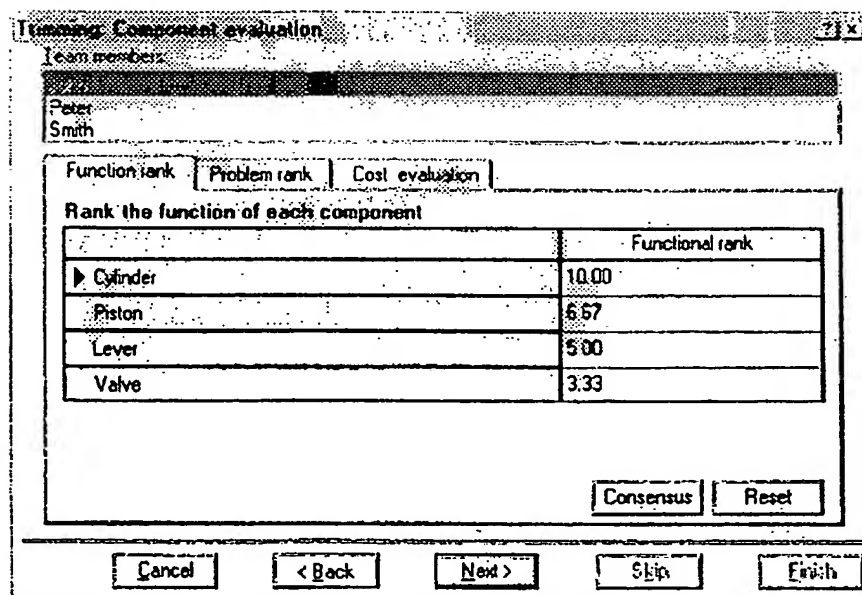 Trimming: Component evaluation ? x
Team members:
Peter
Smith
Function rank Problem rank Cost evaluation
Rank the function of each component
Functional rank
Cylinder 10.00
Piston 6.67
Lever 5.00
Valve 3.33
Consensus Reset
Cancel < Back Next > Skip Finish